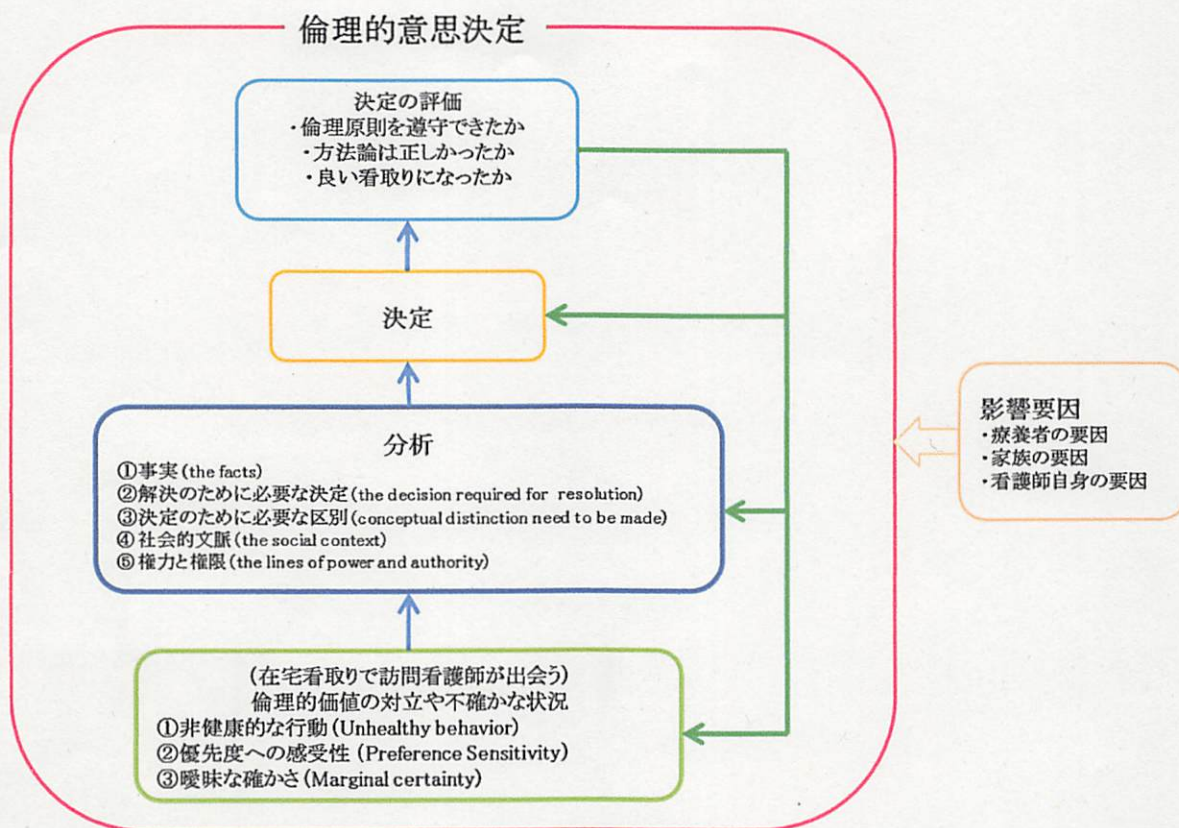 倫理的意思決定
決定の評価
・倫理原則を遵守できたか
・方法論は正しかったか
・良い看取りになったか
決定
分析
①事実(the facts)
②解決のために必要な決定(the decision required for resolution)
③決定のために必要な区別(conceptual distinction need to be made)
④社会的文脈(the social context)
⑤権力と権限(the lines of power and authority)
(在宅看取りで訪問看護師が出会う)
倫理的価値の対立や不確かな状況
①非健康的な行動(Unhealthy behavior)
②優先度への感受性(Preference Sensitivity)
③曖昧な確かさ(Marginal certainty)
影響要因
・療養者の要因
・家族の要因
・看護師自身の要因